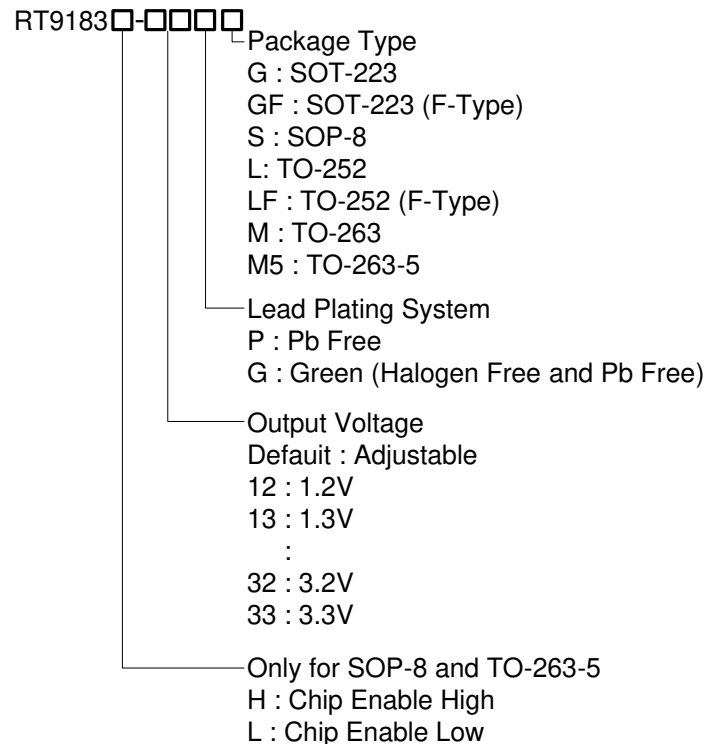 RT9183□-□□□□
Package Type
G : SOT-223
GF : SOT-223 (F-Type)
S : SOP-8
L: TO-252
LF : TO-252 (F-Type)
M : TO-263
M5 : TO-263-5
Lead Plating System
P : Pb Free
G : Green (Halogen Free and Pb Free)
Output Voltage
Defauit : Adjustable
12 : 1.2V
13 : 1.3V
:
32 : 3.2V
33 : 3.3V
Only for SOP-8 and TO-263-5
H : Chip Enable High
L : Chip Enable Low